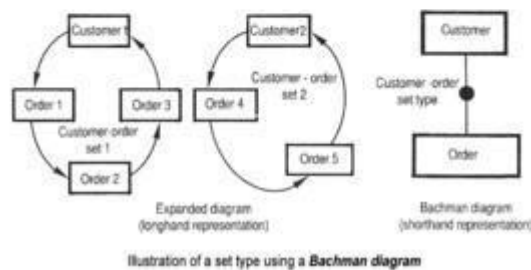 Customer 1
Order 1
Order 3
Customer-order
set 1
Order 2
Customer2
Customer - order
set 2
Order 4
Order 5
Expanded diagram
(longhand representation)
Customer
Customer -order
set type
Order
Bachman diagram
(shorthand representation)
Illustration of a set type using a Bachman diagram